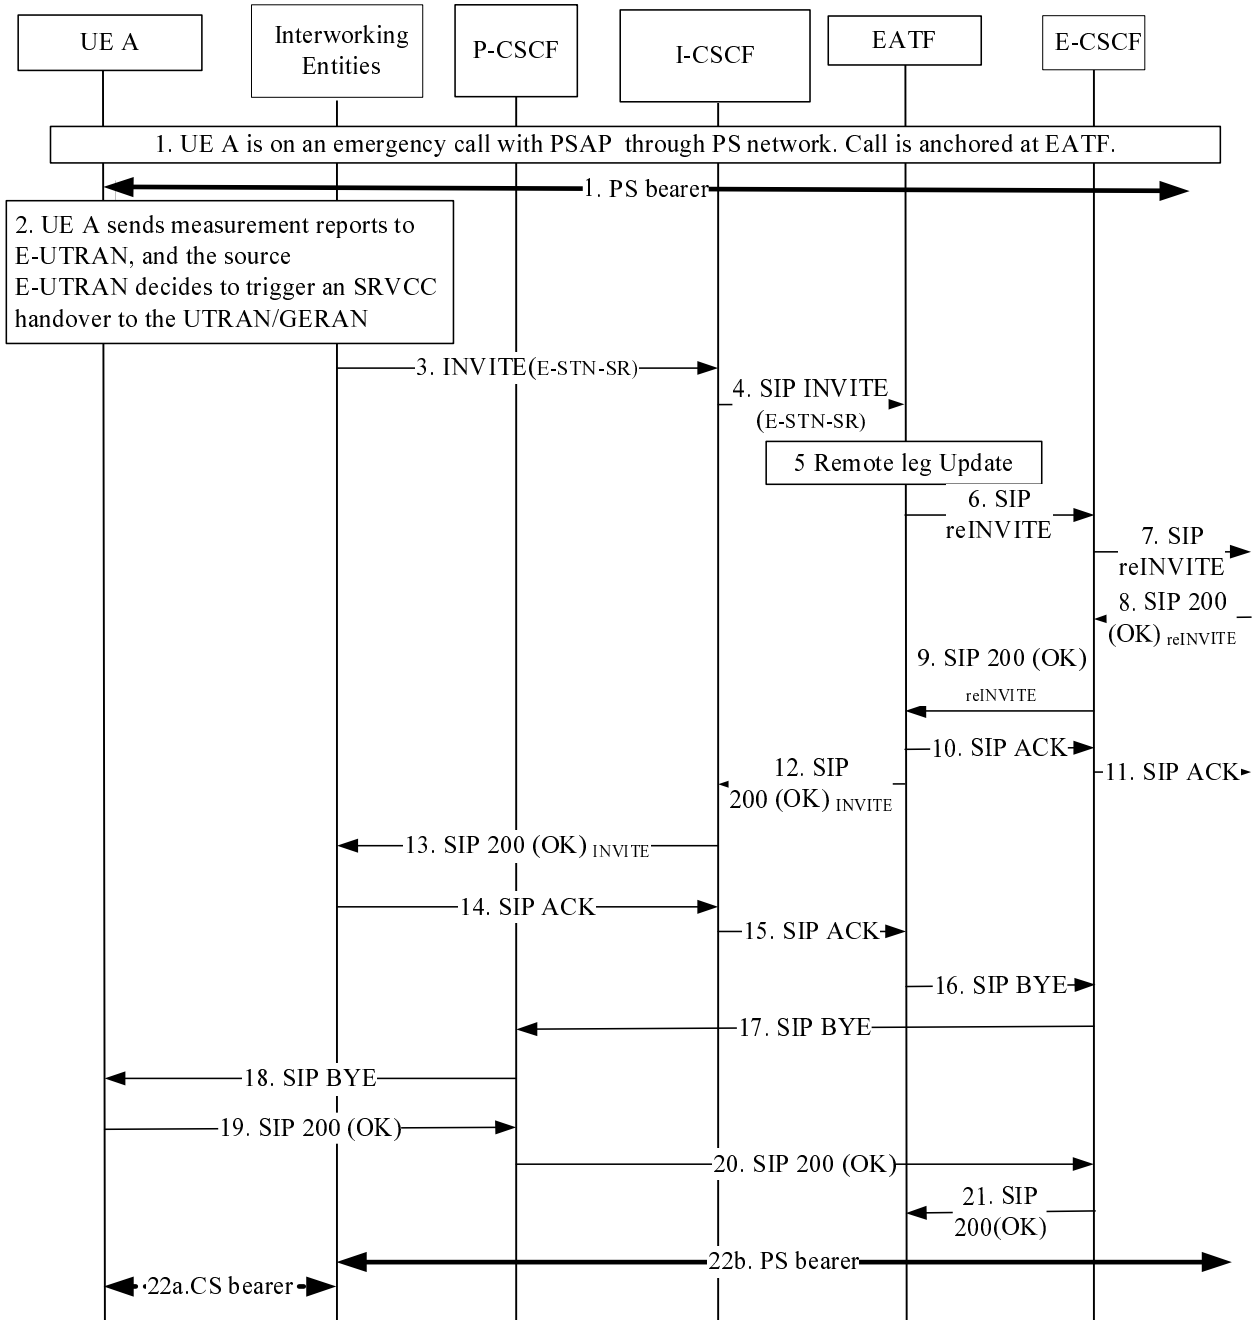 UE A
Interworking
Entities
P-CSCF
I-CSCF
EATF
E-CSCF
1. UE A is on an emergency call with PSAP through PS network. Call is anchored at EATF.
1. PS bearer
2. UE A sends measurement reports to
E-UTRAN, and the source
E-UTRAN decides to trigger an SRVCC
handover to the UTRAN/GERAN
3. INVITE(E-STN-SR)
4. SIP INVITE
(E-STN-SR)
5 Remote leg Update
6. SIP
reINVITE
7. SIP
reINVITE
8. SIP 200
(OK) reINVITE
9. SIP 200 (OK)
reINVITE
10. SIP ACK
11. SIP ACK
12. SIP
200 (OK) INVITE
13. SIP 200 (OK) INVITE
14. SIP ACK
15. SIP ACK
16. SIP BYE
17. SIP BYE
18. SIP BYE
19. SIP 200 (OK)
20. SIP 200 (OK)
21. SIP
200(OK)
22b. PS bearer
22a.CS bearer